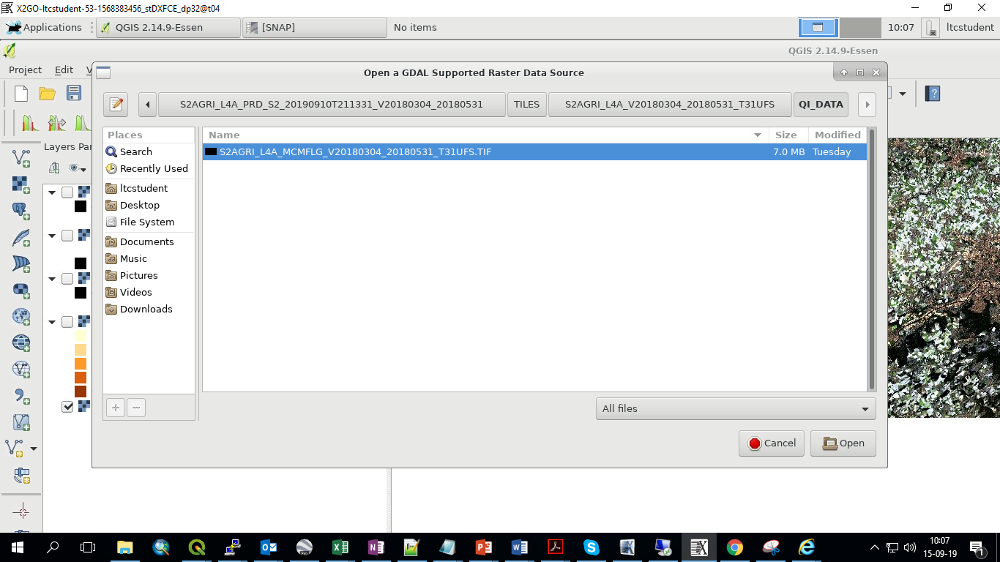 X2GO-ltcstudent-53-1568383456_stDXFCE_dp32@t04
Applications QGIS 2.14.9-Essen [SNAP] No items 10:07 ltcstudent
QGIS 2.14.9-Essen
Project Edit V
Open a GDAL Supported Raster Data Source
S2AGRI_L4A_PRD_S2_20190910T211331_V20180304_20180531 TILES S2AGRI_L4A_V20180304_20180531_T31UFS QI_DATA
Layers Par
Places
Search
Recently Used
ltcstudent
Desktop
File System
Documents
Music
Pictures
Videos
Downloads
Name Size Modified
S2AGRI_L4A_MCMFLG_V20180304_20180531_T31UFS.TIF 7.0 MB Tuesday
All files
Cancel Open
10:07
15-09-19
1